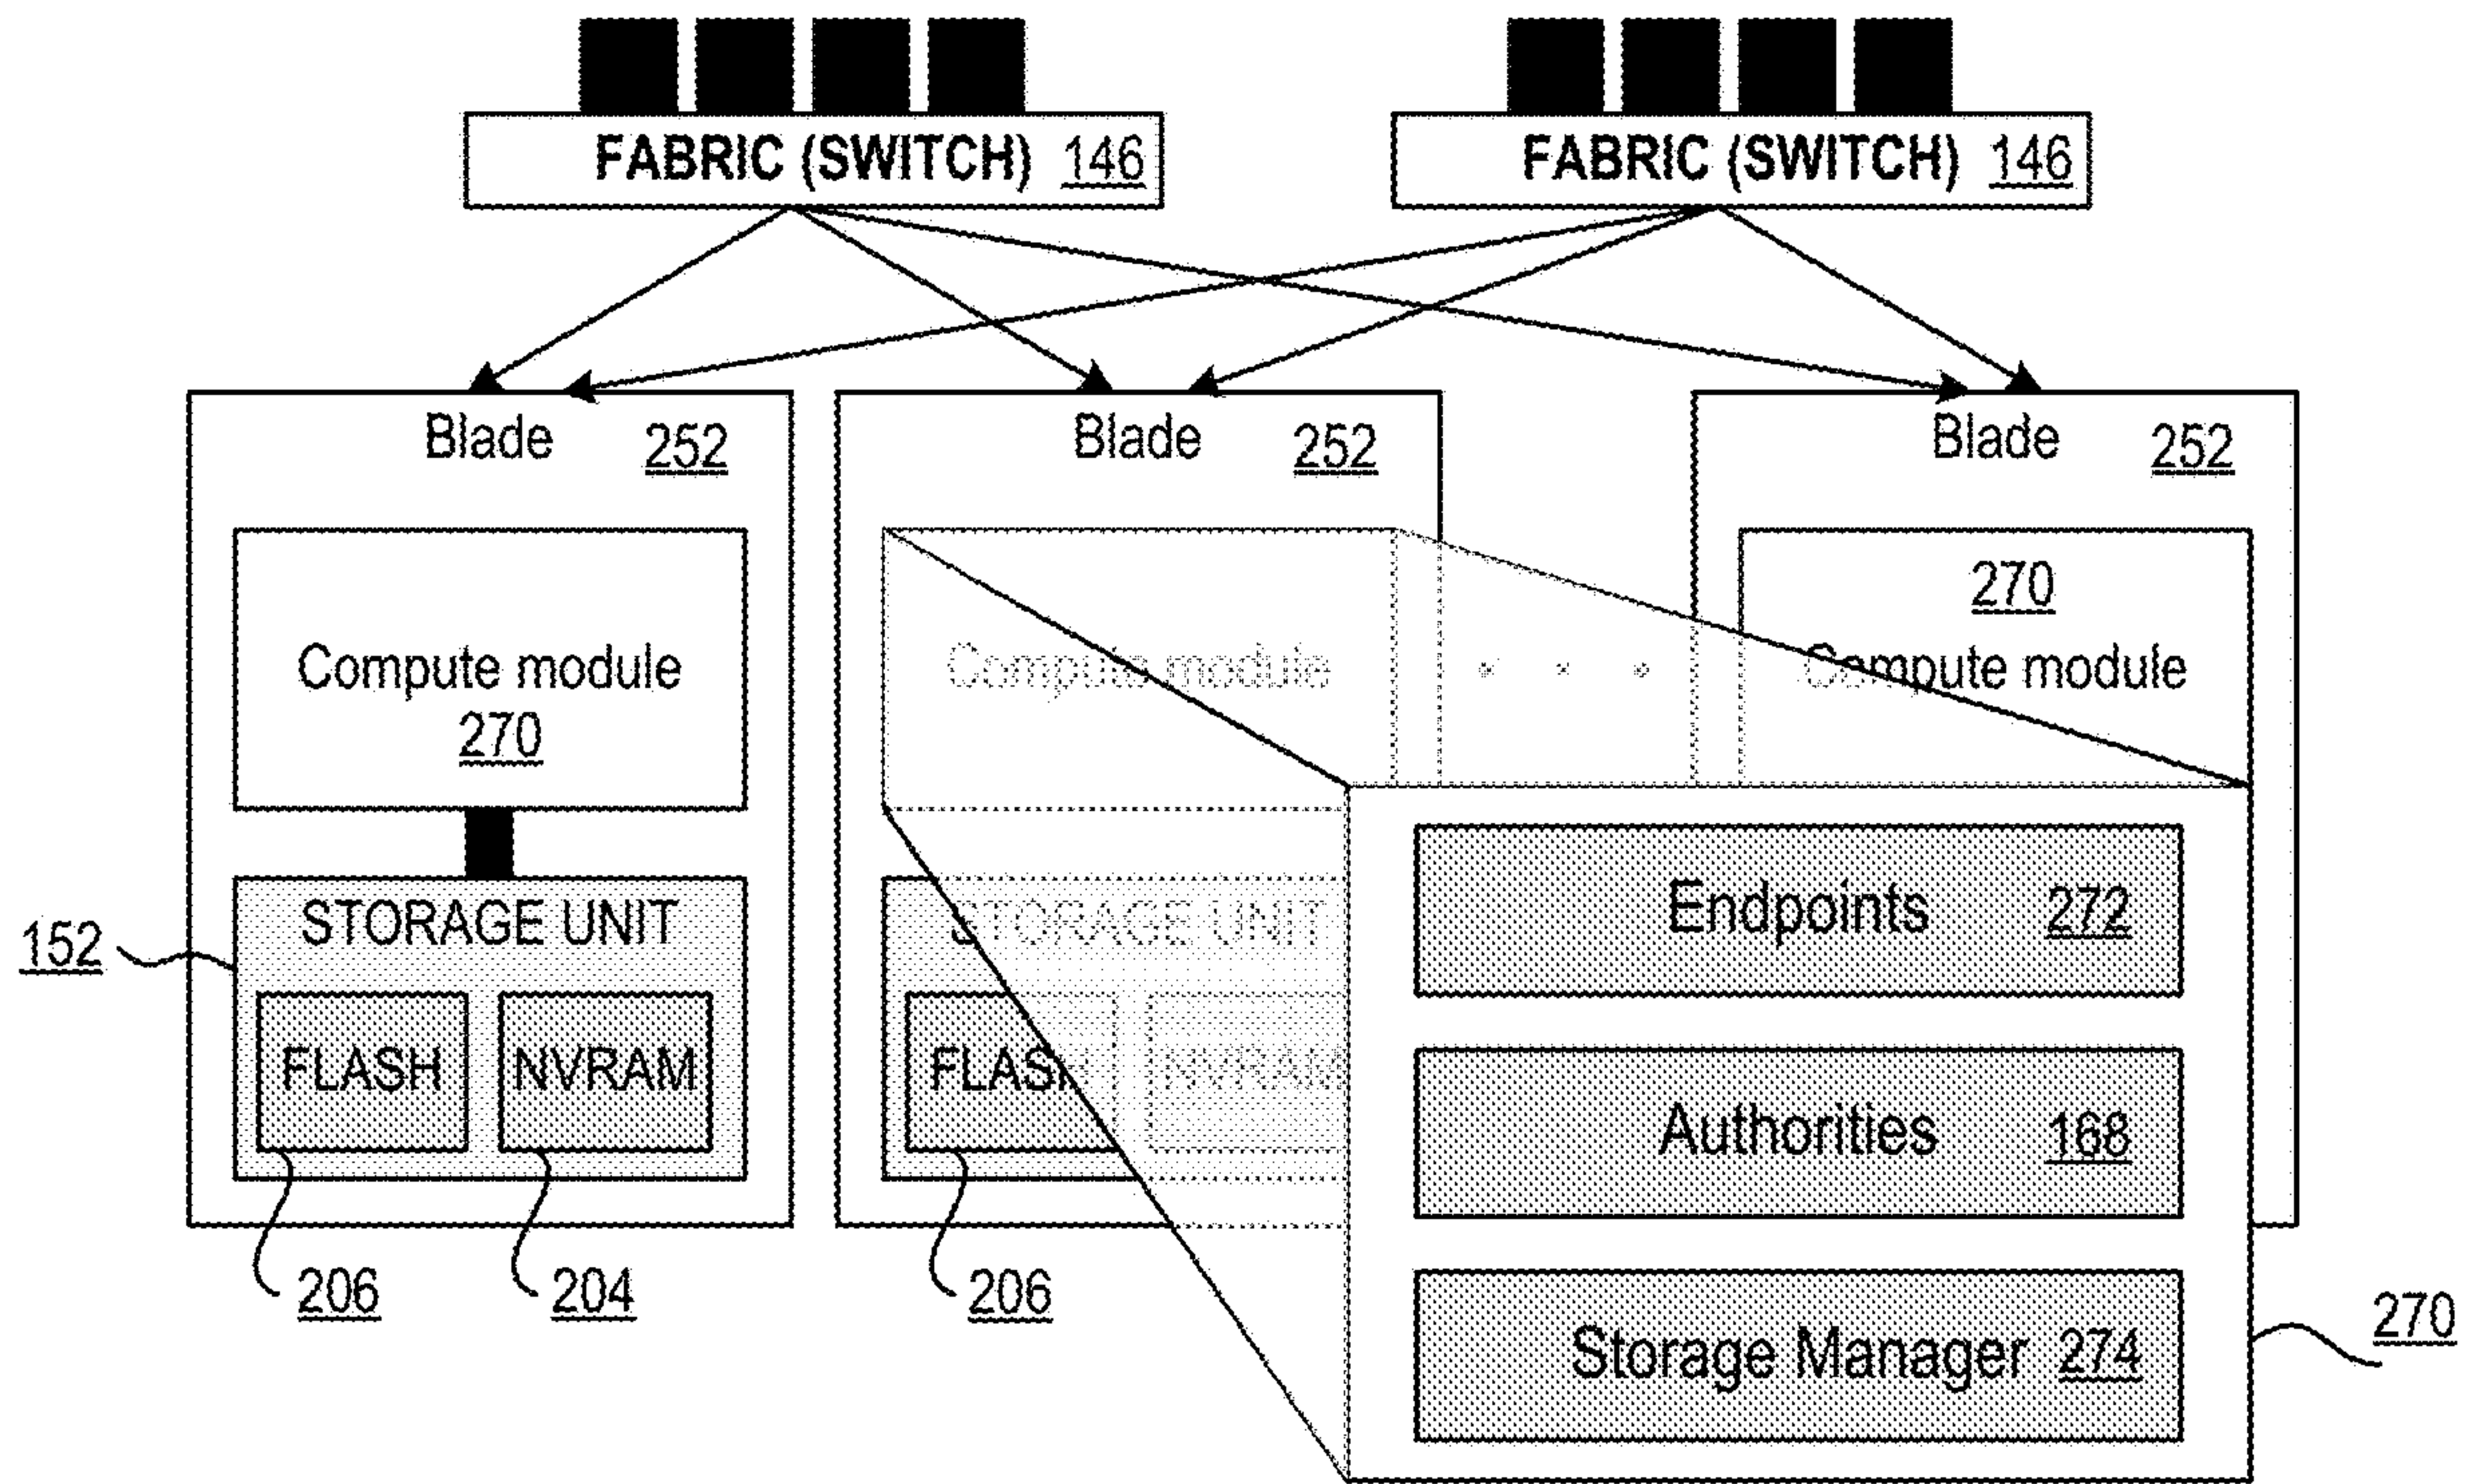 FABRIC (SWITCH) 146
FABRIC (SWITCH) 146
Blade 252
Blade 252
Blade 252
Compute module
270
Compute module
270
Compute module
STORAGE UNIT
152
FLASH
NVRAM
206
204
STORAGE UNIT
FLASH
NVRAM
206
Endpoints 272
Authorities 168
Storage Manager 274
270